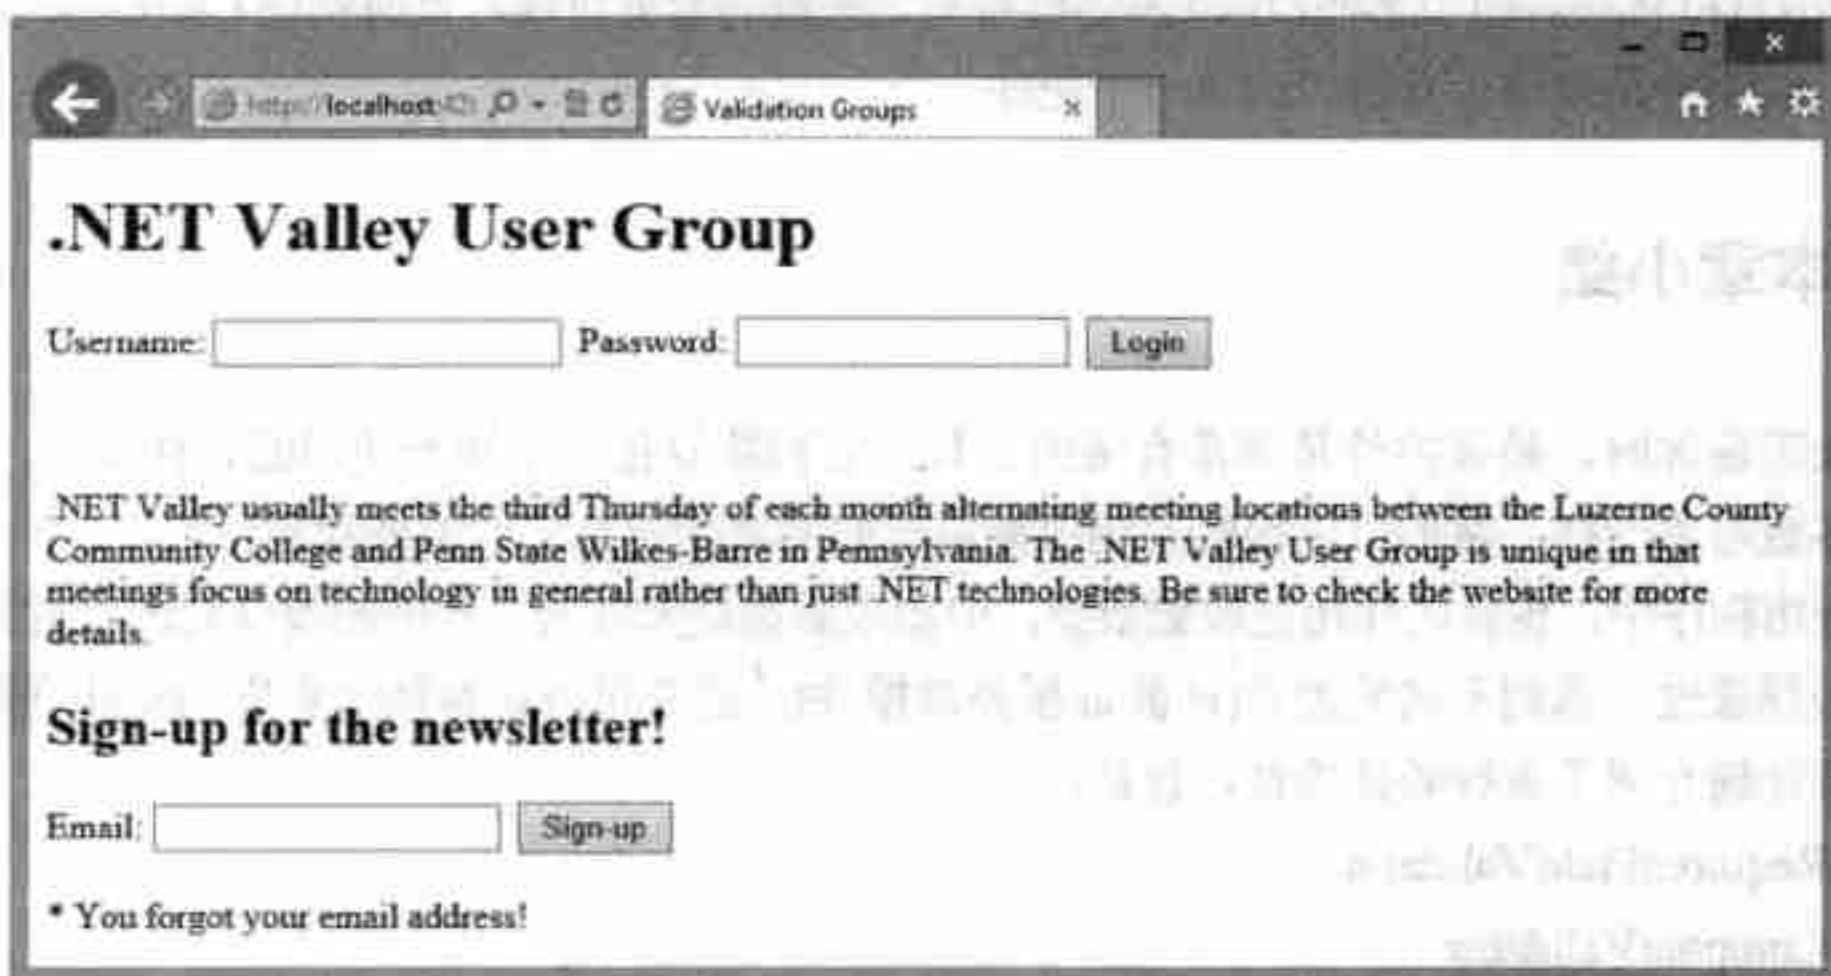 localhost
Validation Groups
.NET Valley User Group
Username:
Password:
Login
.NET Valley usually meets the third Thursday of each month alternating meeting locations between the Luzerne County
Community College and Penn State Wilkes-Barre in Pennsylvania. The .NET Valley User Group is unique in that
meetings focus on technology in general rather than just .NET technologies. Be sure to check the website for more
details.
Sign-up for the newsletter!
Email:
Sign-up
* You forgot your email address!